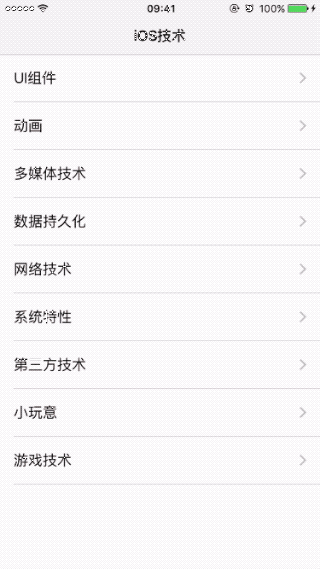 09:41 100%
iOS技术
UI组件
动画
多媒体技术
数据持久化
网络技术
系统特性
第三方技术
小玩意
游戏技术